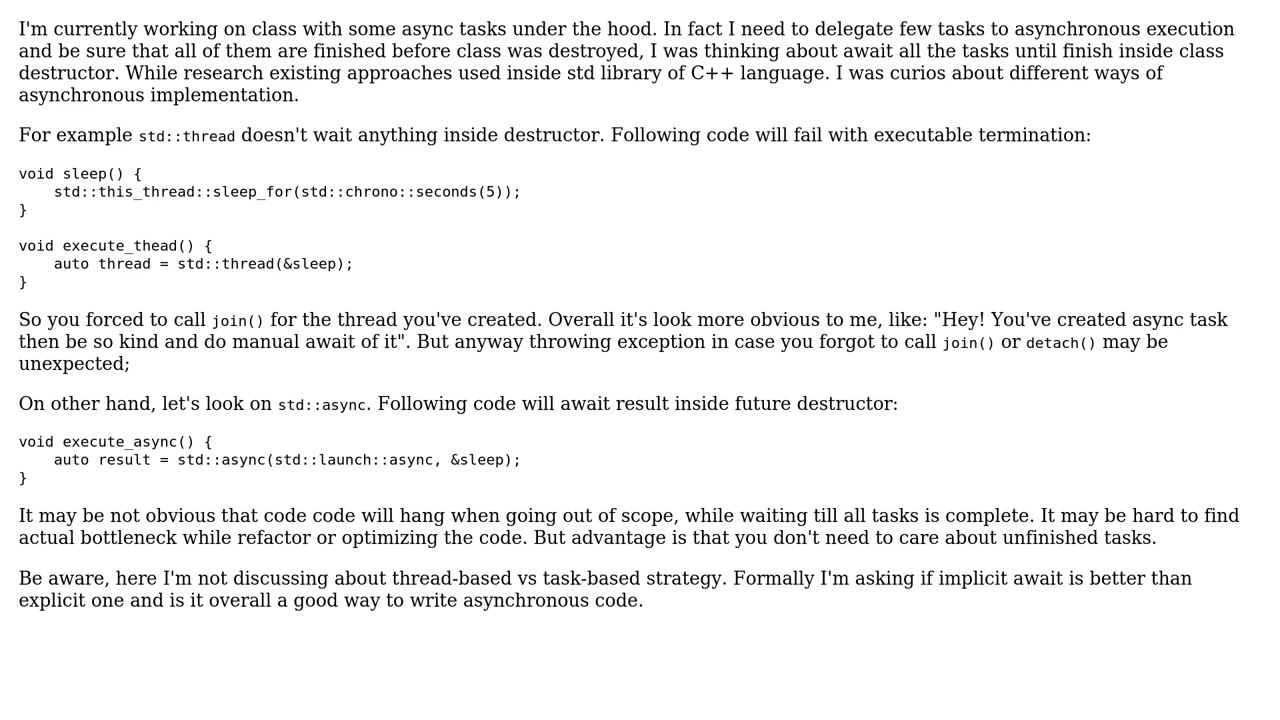 I'm currently working on class with some async tasks under the hood. In fact I need to delegate few tasks to asynchronous execution
and be sure that all of them are finished before class was destroyed, I was thinking about await all the tasks until finish inside class
destructor. While research existing approaches used inside std library of C++ language. I was curios about different ways of
asynchronous implementation.
For example std::thread doesn't wait anything inside destructor. Following code will fail with executable termination:
void sleep() {
    std::this_thread::sleep_for(std::chrono::seconds(5));
}
void execute_thead() {
    auto thread = std::thread(&sleep);
}
So you forced to call join() for the thread you've created. Overall it's look more obvious to me, like: "Hey! You've created async task
then be so kind and do manual await of it". But anyway throwing exception in case you forgot to call join() or detach() may be
unexpected;
On other hand, let's look on std::async. Following code will await result inside future destructor:
void execute_async() {
    auto result = std::async(std::launch::async, &sleep);
}
It may be not obvious that code code will hang when going out of scope, while waiting till all tasks is complete. It may be hard to find
actual bottleneck while refactor or optimizing the code. But advantage is that you don't need to care about unfinished tasks.
Be aware, here I'm not discussing about thread-based vs task-based strategy. Formally I'm asking if implicit await is better than
explicit one and is it overall a good way to write asynchronous code.